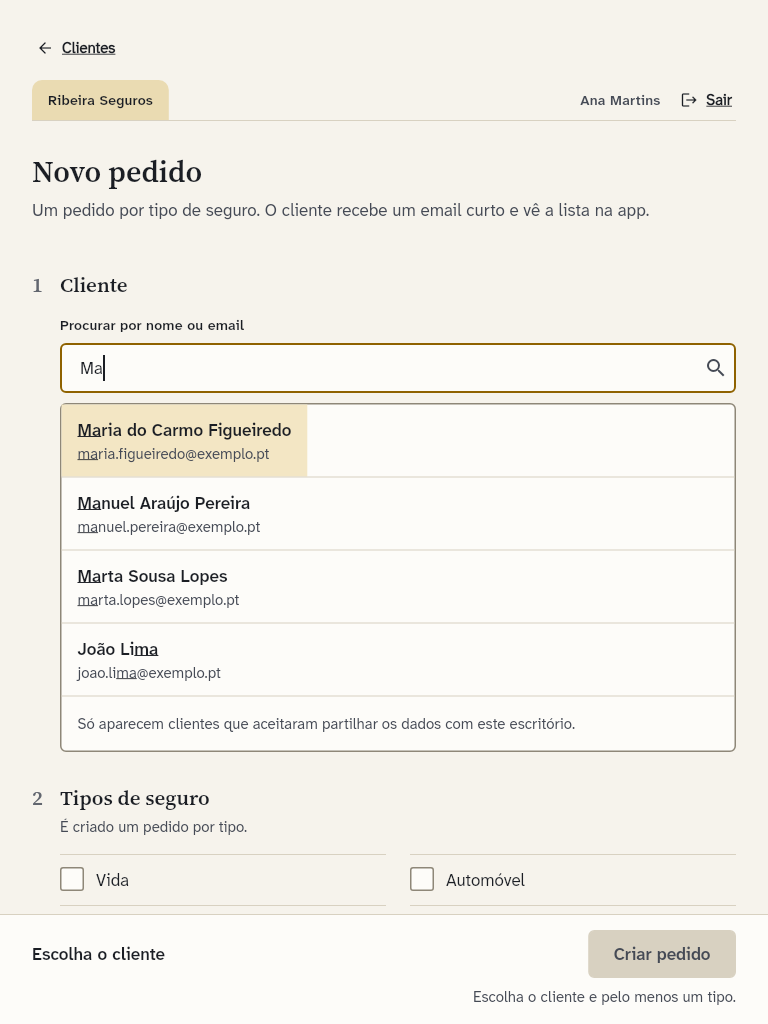 Clientes
Ribeira Seguros
Ana Martins
Sair
Novo pedido
Um pedido por tipo de seguro. O cliente recebe um email curto e vê a lista na app.
1 Cliente
Procurar por nome ou email
Ma
Maria do Carmo Figueiredo
maria.figueiredo@exemplo.pt
Manuel Araújo Pereira
manuel.pereira@exemplo.pt
Marta Sousa Lopes
marta.lopes@exemplo.pt
João Lima
joao.lima@exemplo.pt
Só aparecem clientes que aceitaram partilhar os dados com este escritório.
2 Tipos de seguro
É criado um pedido por tipo.
Vida
Automóvel
Escolha o cliente
Criar pedido
Escolha o cliente e pelo menos um tipo.